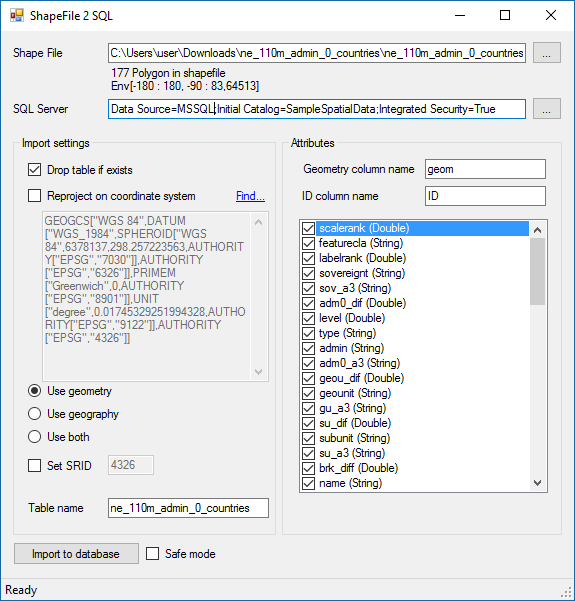 ShapeFile 2 SQL
Shape File
C:\Users\user\Downloads\ne_110m_admin_0_countries\ne_110m_admin_0_countries
...
177 Polygon in shapefile
Env[-180 : 180, -90 : 83,64513]
SQL Server
Data Source=MSSQL;Initial Catalog=SampleSpatialData;Integrated Security=True
...
Import settings
Drop table if exists
Reproject on coordinate system
Find...
GEOGCS["WGS 84",DATUM
["WGS_1984",SPHEROID["WGS
84",6378137,298.257223563,AUTHORI
TY["EPSG","7030"]],AUTHORITY
["EPSG","6326"]],PRIMEM
["Greenwich",0,AUTHORITY
["EPSG","8901"]],UNIT
["degree",0.01745329251994328,AUTHO
RITY["EPSG","9122"]],AUTHORITY
["EPSG","4326"]]
Use geometry
Use geography
Use both
Set SRID
4326
Table name
ne_110m_admin_0_countries
Attributes
Geometry column name
geom
ID column name
ID
scalerank (Double)
featurecla (String)
labelrank (Double)
sovereignt (String)
sov_a3 (String)
adm0_dif (Double)
level (Double)
type (String)
admin (String)
adm0_a3 (String)
geou_dif (Double)
geounit (String)
gu_a3 (String)
su_dif (Double)
subunit (String)
su_a3 (String)
brk_diff (Double)
name (String)
Import to database
Safe mode
Ready